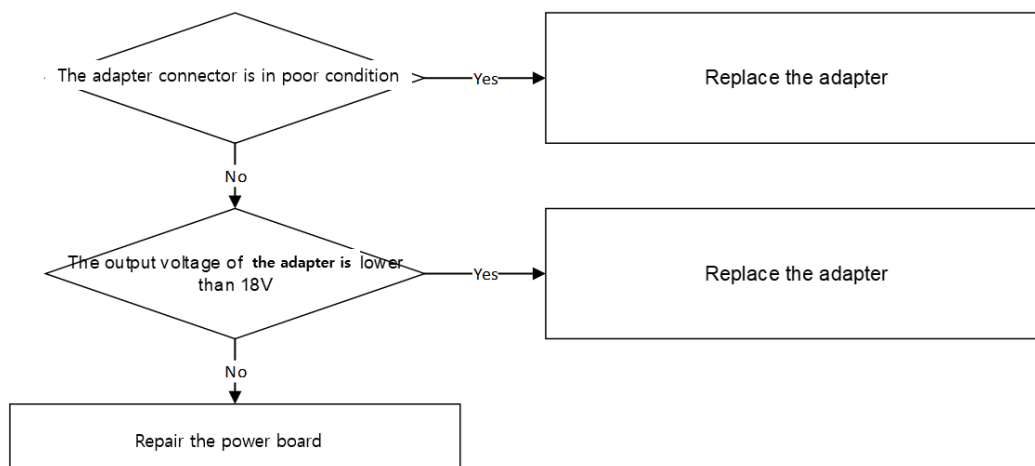 The adapter connector is in poor condition
Yes
Replace the adapter
No
The output voltage of the adapter is lower
than 18V
Yes
Replace the adapter
No
Repair the power board